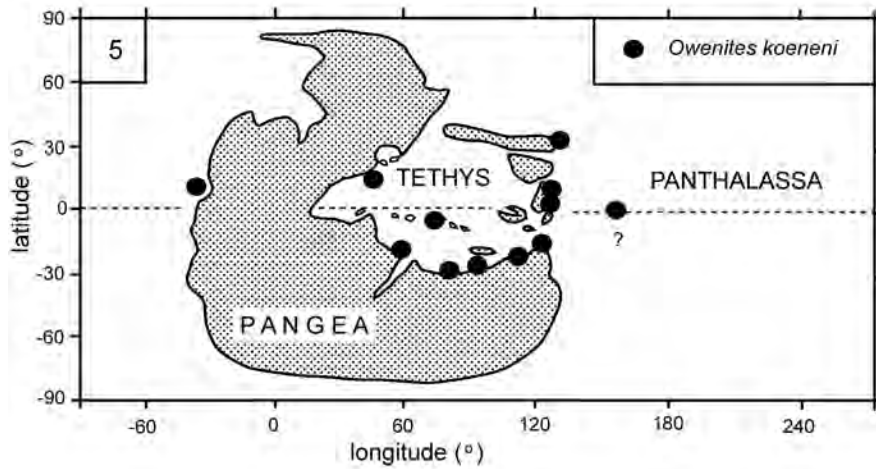 5
Owenites koeneni
90
60
30
0
-30
-60
-90
latitude (°)
TETHYS
PANTHALASSA
?
PANGEA
-60
0
60
120
180
240
longitude (°)